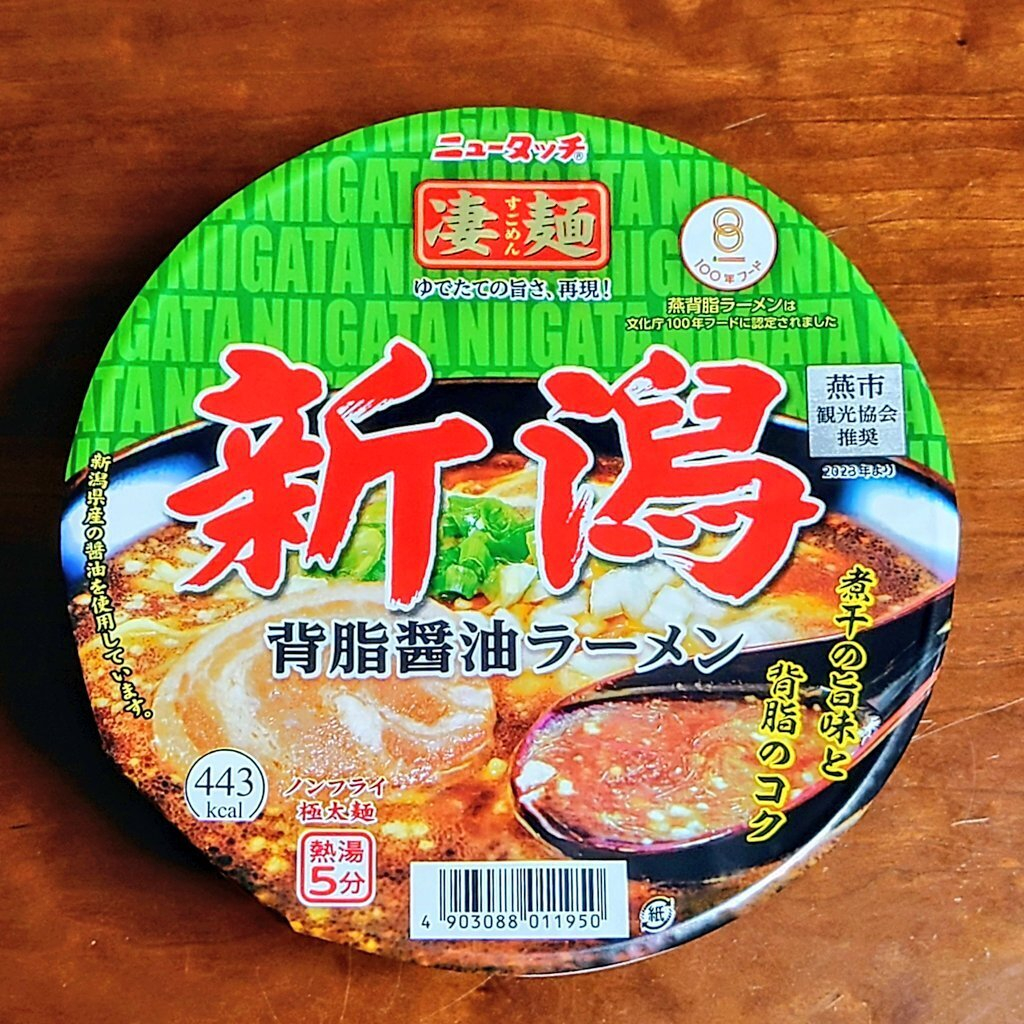 ニュータッチ®
凄麺
すごめん
ゆでたての旨さ、再現!
100年フード
燕背脂ラーメンは
文化庁100年フードに認定されました
NIIGATA NIIGATA NIIGATA
新潟
燕市
観光協会
推奨
2023年より
新潟県産の醤油を使用しています。
背脂醤油ラーメン
煮干の旨味と
背脂のコク
443
kcal
ノンフライ
極太麺
熱湯
5分
4 903088 011950
紙